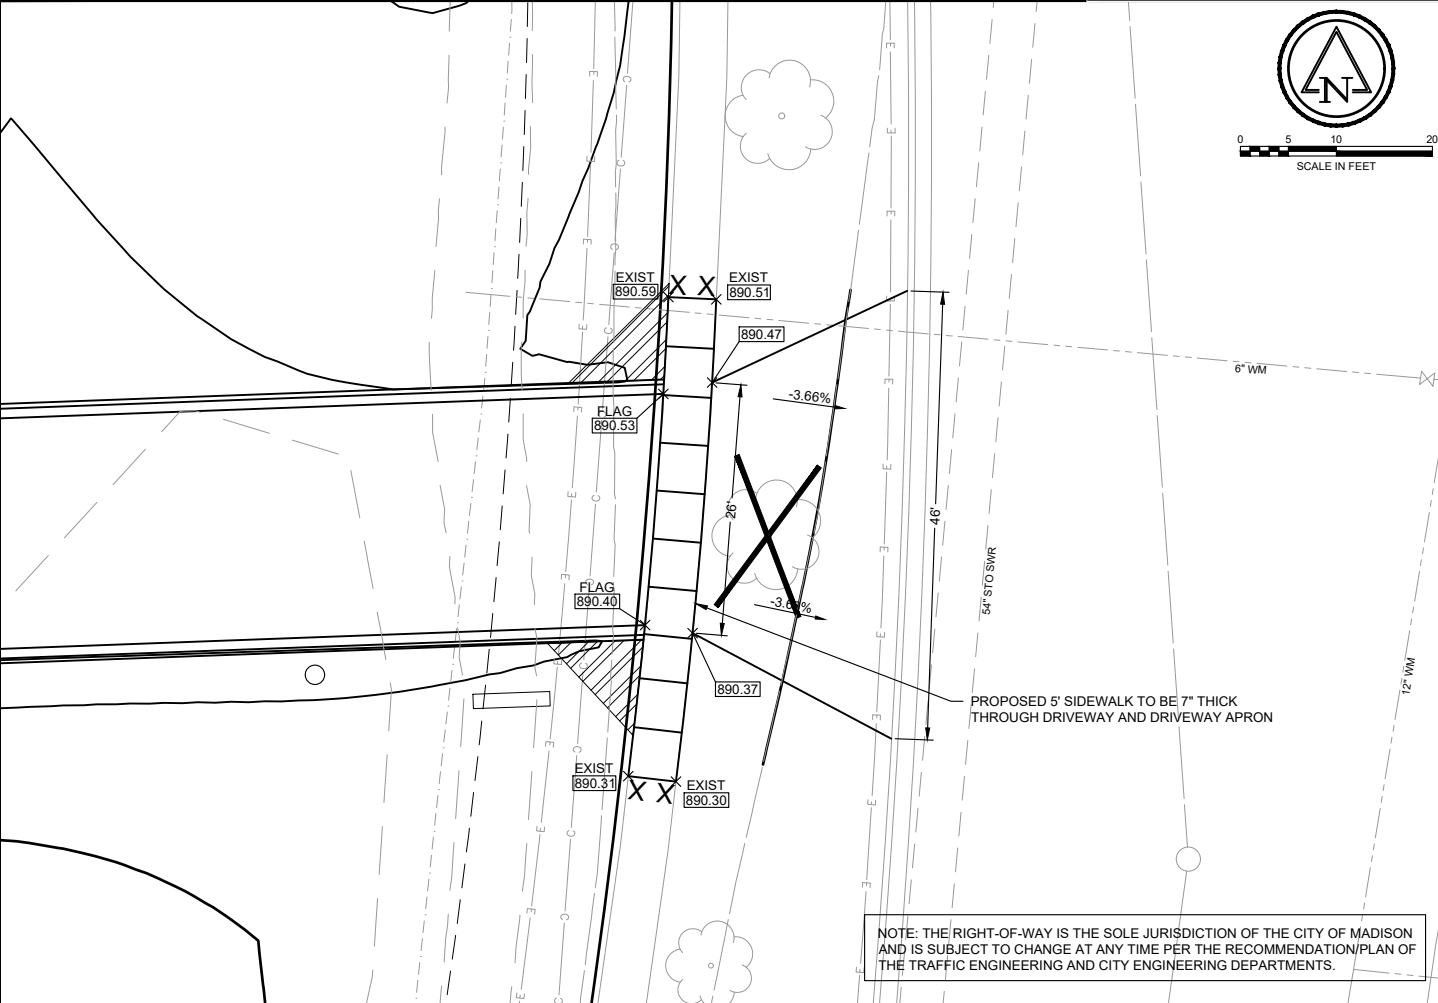 N
0 5 10 20
SCALE IN FEET
EXIST
890.59
X X
EXIST
890.51
890.47
6" WM
-3.66%
FLAG
890.53
26'
46'
54" STO SWR
FLAG
890.40
890.37
12" WM
PROPOSED 5' SIDEWALK TO BE 7" THICK
THROUGH DRIVEWAY AND DRIVEWAY APRON
EXIST
890.31
X X
EXIST
890.30
NOTE: THE RIGHT-OF-WAY IS THE SOLE JURISDICTION OF THE CITY OF MADISON
AND IS SUBJECT TO CHANGE AT ANY TIME PER THE RECOMMENDATION/PLAN OF
THE TRAFFIC ENGINEERING AND CITY ENGINEERING DEPARTMENTS.